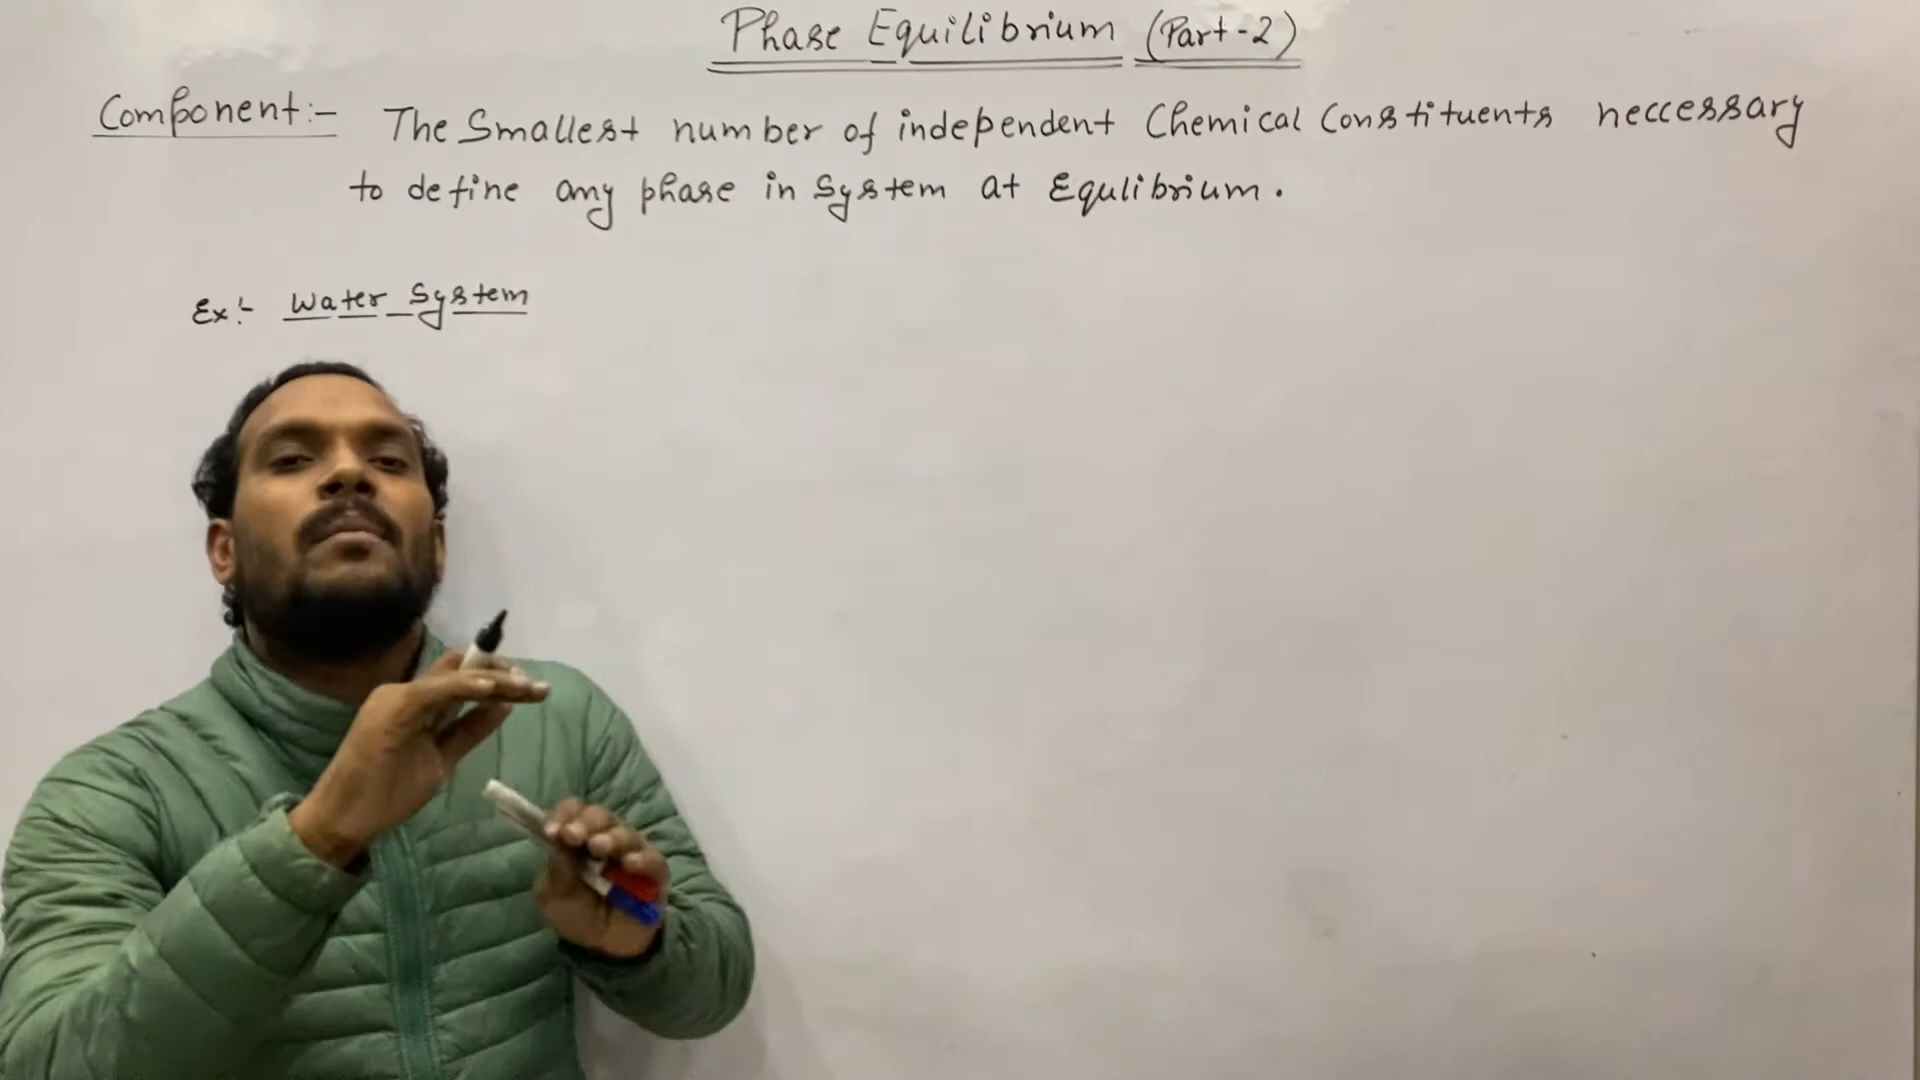 Phase Equilibrium (Part-2)
Component:- The Smallest number of independent Chemical Constituents neccessary
to define any phase in System at Equlibrium.
Ex:- Water System